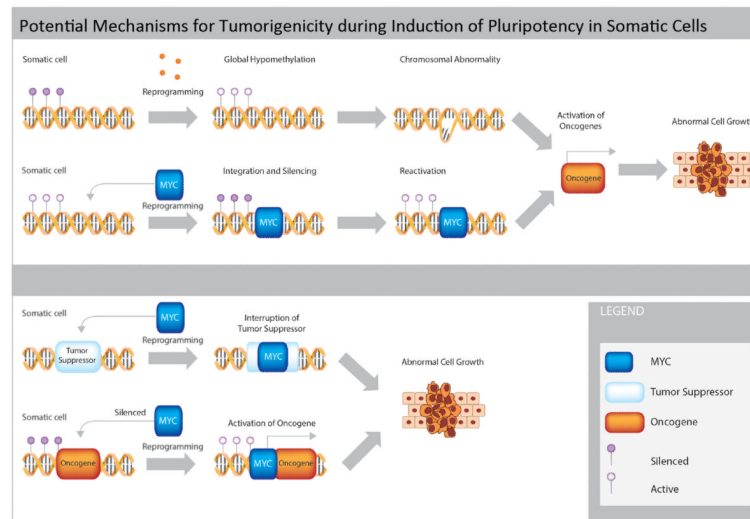 Potential Mechanisms for Tumorigenicity during Induction of Pluripotency in Somatic Cells
Somatic cell
Reprogramming
Global Hypomethylation
Chromosomal Abnormality
Activation of
Oncogenes
Abnormal Cell Growth
Oncogene
Somatic cell
MYC
Reprogramming
Integration and Silencing
MYC
Reactivation
MYC
Somatic cell
MYC
Tumor
Suppressor
Reprogramming
Interruption of
Tumor Suppressor
MYC
Abnormal Cell Growth
Somatic cell
Silenced
MYC
Oncogene
Reprogramming
Activation of Oncogene
MYC
Oncogene
LEGEND
MYC
Tumor Suppressor
Oncogene
Silenced
Active